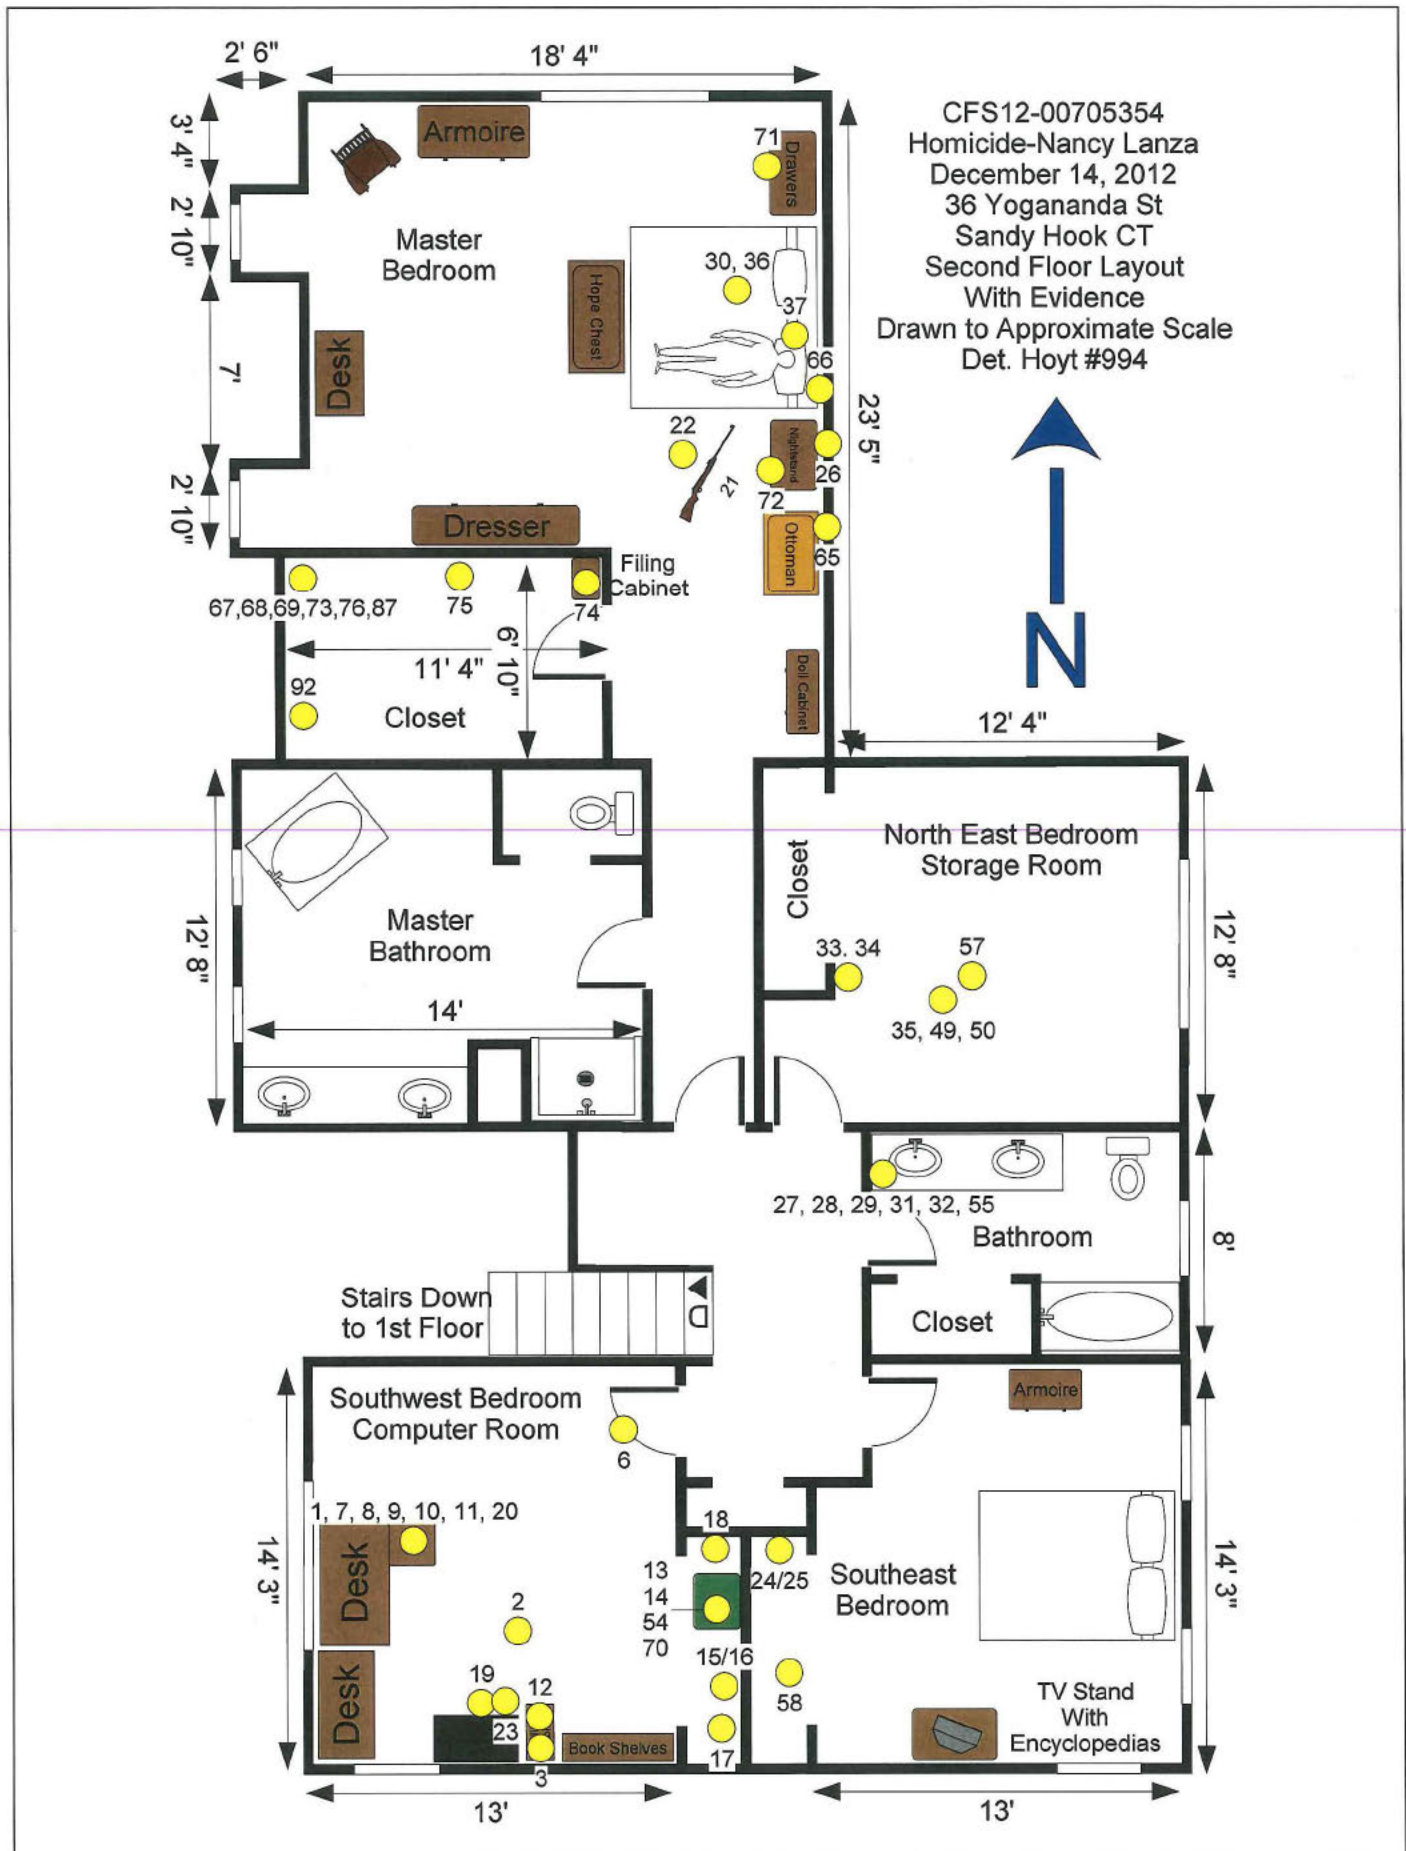 2' 6"
18' 4"
3' 4"
2' 10"
7'
2' 10"
CFS12-00705354
Homicide-Nancy Lanza
December 14, 2012
36 Yogananda St
Sandy Hook CT
Second Floor Layout
With Evidence
Drawn to Approximate Scale
Det. Hoyt #994
N
Armoire
71
Drawers
Master
Bedroom
30, 36
37
Hope Chest
66
Desk
23' 5"
22
21
Nightstand
26
72
Dresser
Ottoman
65
Filing
Cabinet
67,68,69,73,76,87
75
74
6' 10"
11' 4"
92
Closet
Doll Cabinet
12' 4"
North East Bedroom
Storage Room
Closet
Master
Bathroom
12' 8"
12' 8"
33. 34
57
35, 49, 50
14'
27, 28, 29, 31, 32, 55
Bathroom
8'
Stairs Down
to 1st Floor
D
Closet
Southwest Bedroom
Computer Room
Armoire
6
1, 7, 8, 9, 10, 11, 20
14' 3"
14' 3"
Desk
18
13
14
54
70
24/25
Southeast
Bedroom
2
15/16
19
12
58
Desk
23
Book Shelves
17
3
TV Stand
With
Encyclopedias
13'
13'